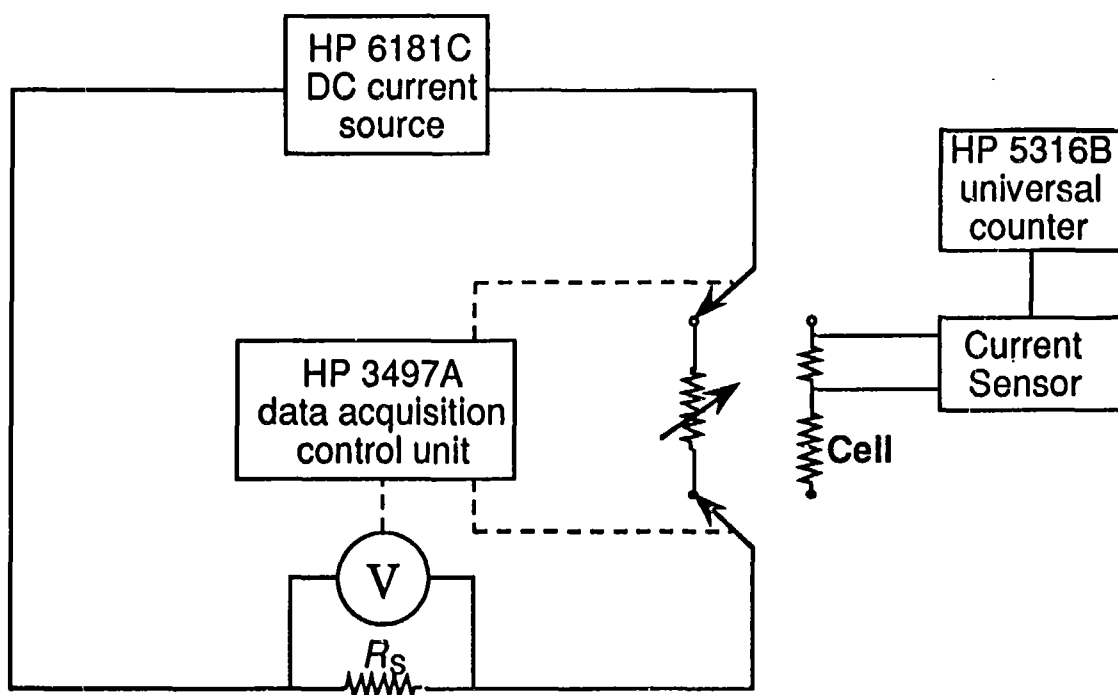 HP 6181C
DC current
source
HP 5316B
universal
counter
HP 3497A
data acquisition
control unit
Current
Sensor
Cell
V
Rs